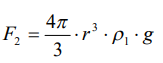 F₂ = 4π/3 · r³ · ρ₁ · g